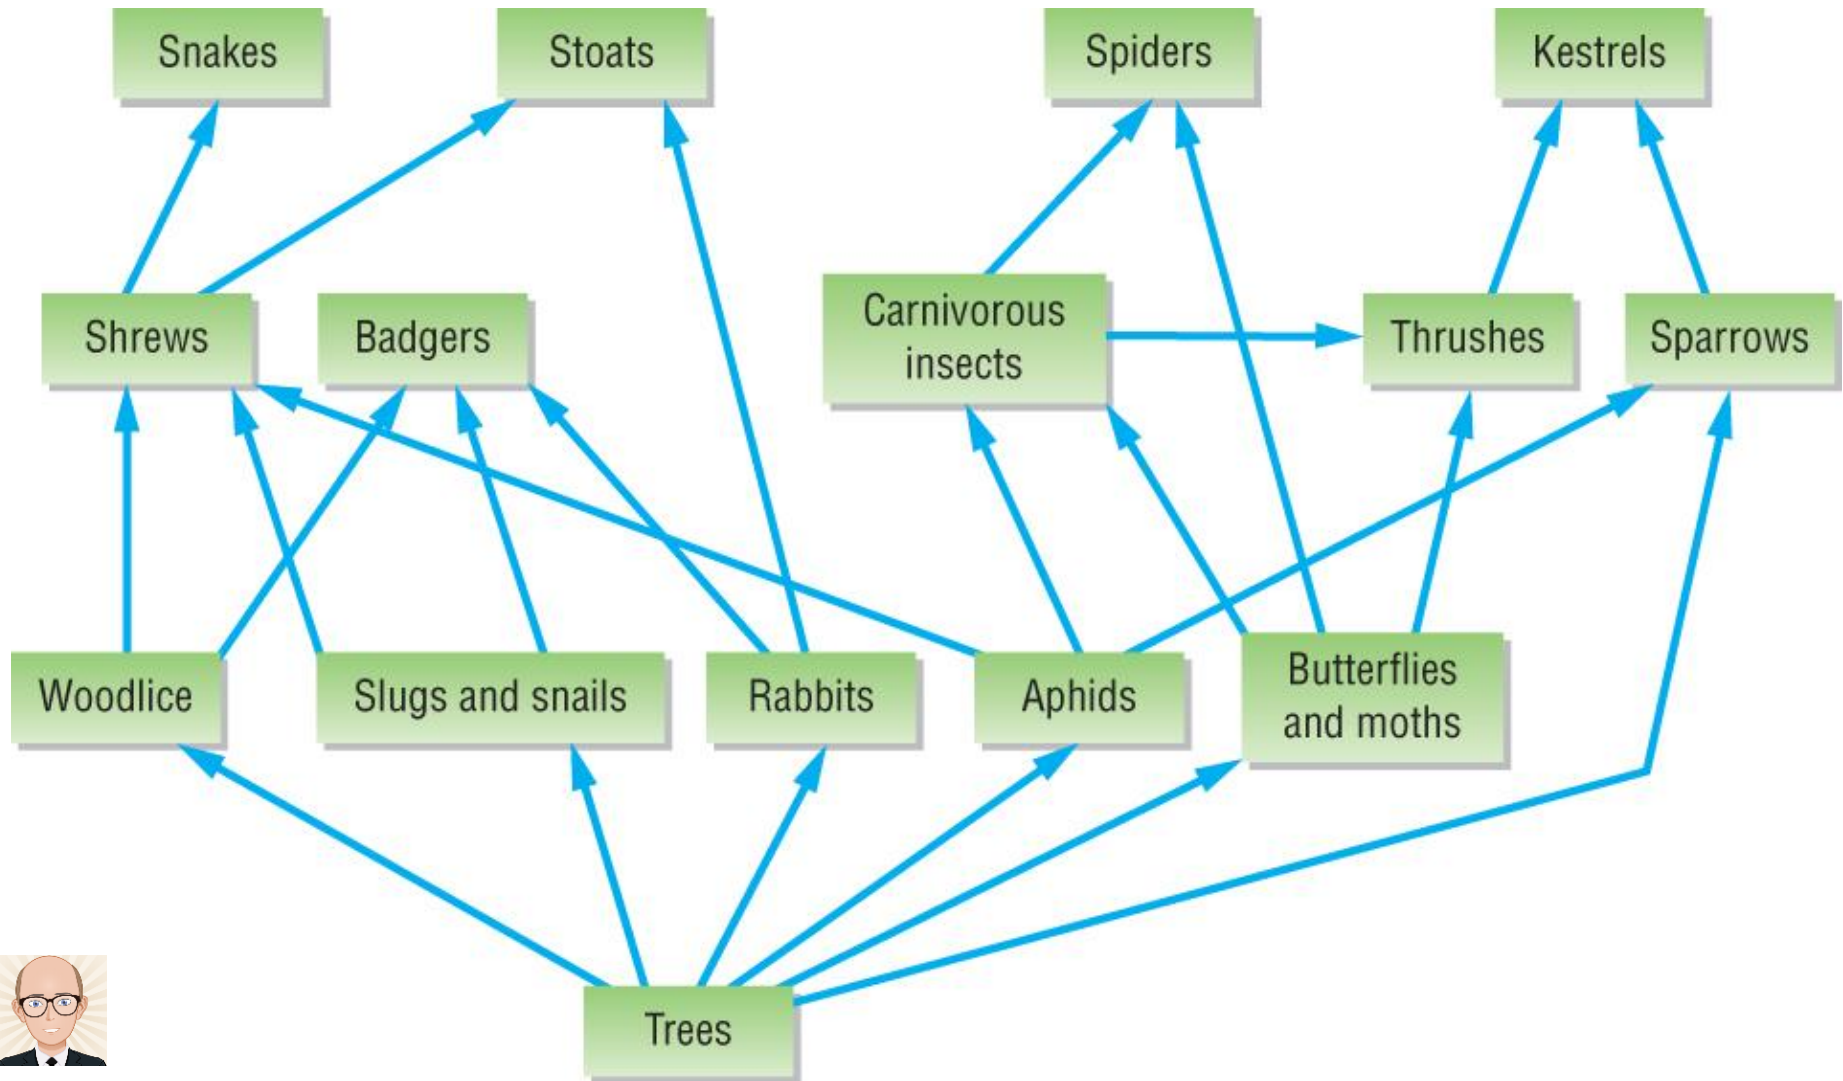 Snakes
Stoats
Spiders
Kestrels
Shrews
Badgers
Carnivorous
insects
Thrushes
Sparrows
Woodlice
Slugs and snails
Rabbits
Aphids
Butterflies
and moths
Trees